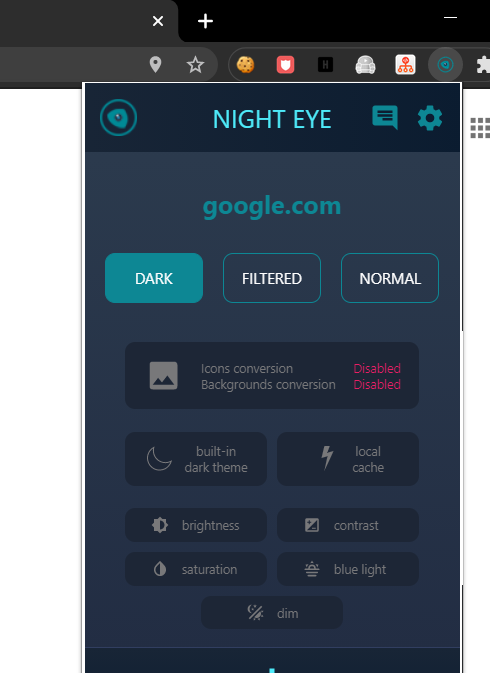 NIGHT EYE
google.com
DARK FILTERED NORMAL
Icons conversion Disabled
Backgrounds conversion Disabled
built-in
dark theme
local
cache
brightness contrast
saturation blue light
dim